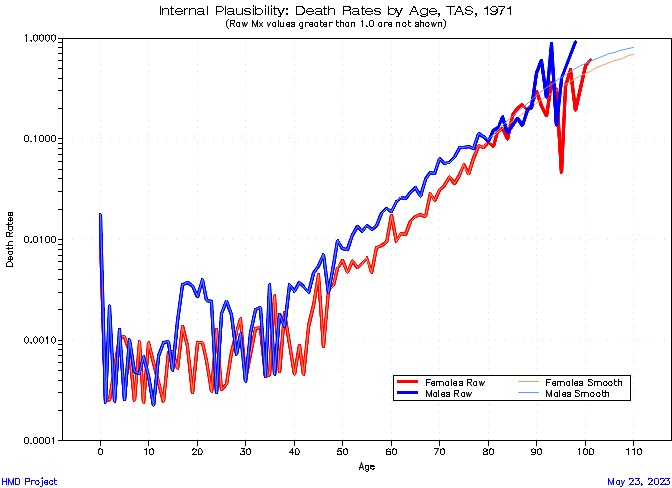 Internal Plausibility: Death Rates by Age, TAS, 1971
(Raw Mx values greater than 1.0 are not shown)
1.0000
0.1000
0.0100
0.0010
0.0001
Death Rates
Females Raw
Females Smooth
Males Raw
Males Smooth
0 10 20 30 40 50 60 70 80 90 100 110
Age
HMD Project
May 23, 2023